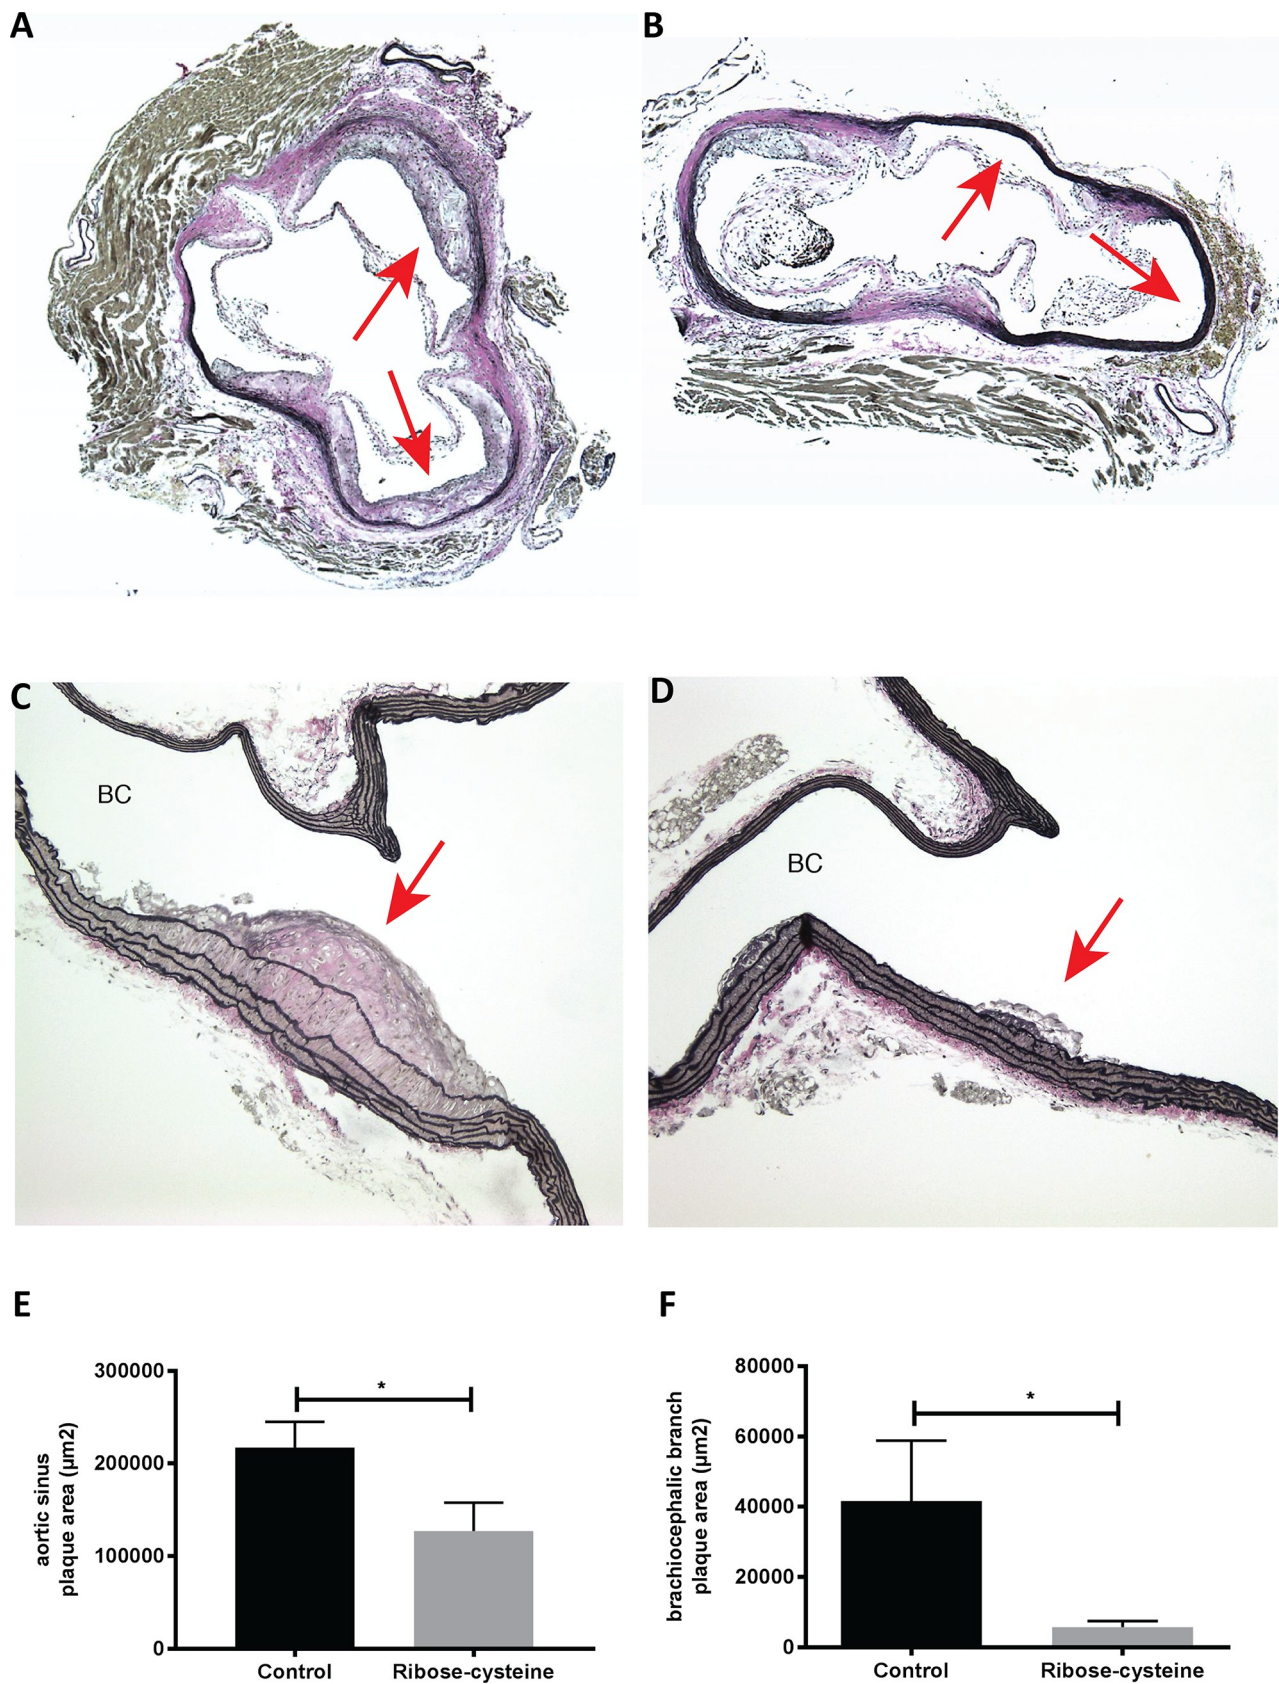 A
B
C
BC
D
BC
E
300000
200000
100000
0
aortic sinus
plaque area (µm2)
*
Control
Ribose-cysteine
F
80000
60000
40000
20000
0
brachiocephalic branch
plaque area (µm2)
*
Control
Ribose-cysteine